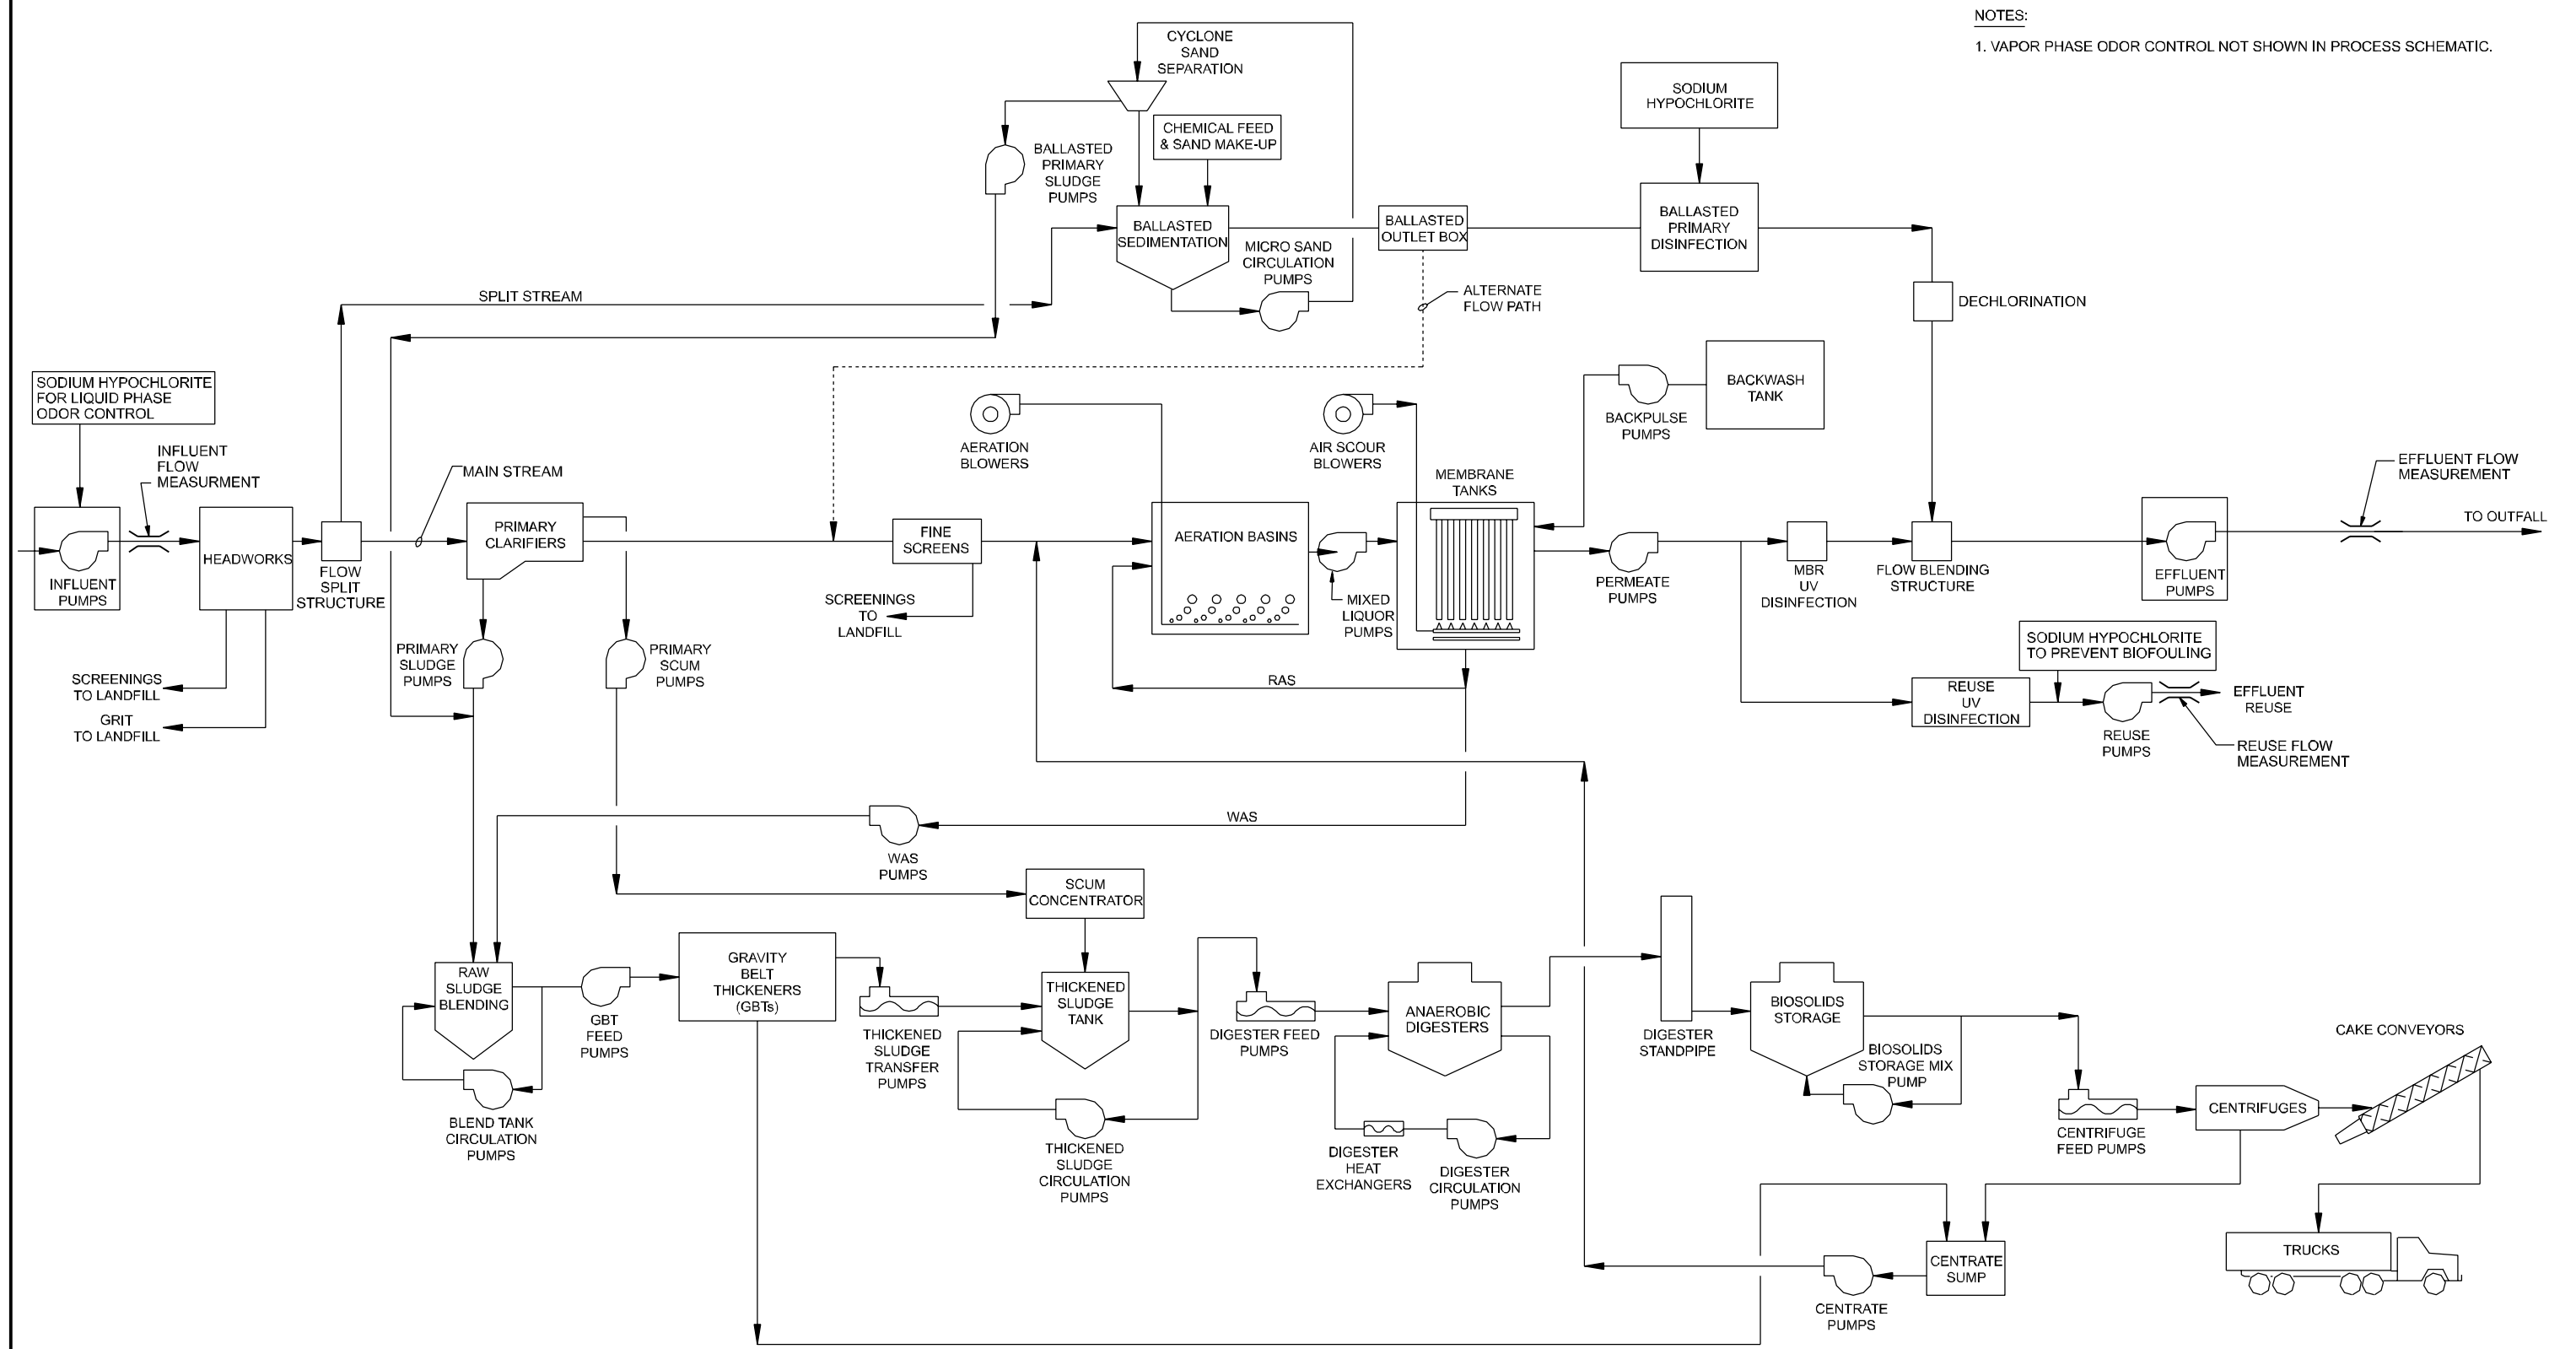 NOTES:
1. VAPOR PHASE ODOR CONTROL NOT SHOWN IN PROCESS SCHEMATIC.
CYCLONE
SAND
SEPARATION
CHEMICAL FEED
& SAND MAKE-UP
SODIUM
HYPOCHLORITE
BALLASTED
PRIMARY
SLUDGE
PUMPS
BALLASTED
SEDIMENTATION
MICRO SAND
CIRCULATION
PUMPS
BALLASTED
OUTLET BOX
BALLASTED
PRIMARY
DISINFECTION
SPLIT STREAM
ALTERNATE
FLOW PATH
DECHLORINATION
SODIUM HYPOCHLORITE
FOR LIQUID PHASE
ODOR CONTROL
INFLUENT
FLOW
MEASURMENT
MAIN STREAM
AERATION
BLOWERS
AIR SCOUR
BLOWERS
BACKPULSE
PUMPS
BACKWASH
TANK
MEMBRANE
TANKS
EFFLUENT FLOW
MEASUREMENT
TO OUTFALL
INFLUENT
PUMPS
HEADWORKS
FLOW
SPLIT
STRUCTURE
PRIMARY
CLARIFIERS
FINE
SCREENS
AERATION BASINS
MIXED
LIQUOR
PUMPS
PERMEATE
PUMPS
MBR
UV
DISINFECTION
FLOW BLENDING
STRUCTURE
EFFLUENT
PUMPS
SCREENINGS
TO
LANDFILL
PRIMARY
SLUDGE
PUMPS
PRIMARY
SCUM
PUMPS
SCREENINGS
TO LANDFILL
GRIT
TO LANDFILL
RAS
SODIUM HYPOCHLORITE
TO PREVENT BIOFOULING
REUSE
UV
DISINFECTION
REUSE
PUMPS
EFFLUENT
REUSE
REUSE FLOW
MEASUREMENT
WAS
WAS
PUMPS
SCUM
CONCENTRATOR
RAW
SLUDGE
BLENDING
GBT
FEED
PUMPS
GRAVITY
BELT
THICKENERS
(GBTs)
THICKENED
SLUDGE
TRANSFER
PUMPS
THICKENED
SLUDGE
TANK
DIGESTER FEED
PUMPS
ANAEROBIC
DIGESTERS
DIGESTER
STANDPIPE
BIOSOLIDS
STORAGE
BIOSOLIDS
STORAGE MIX
PUMP
CAKE CONVEYORS
BLEND TANK
CIRCULATION
PUMPS
THICKENED
SLUDGE
CIRCULATION
PUMPS
DIGESTER
HEAT
EXCHANGERS
DIGESTER
CIRCULATION
PUMPS
CENTRIFUGE
FEED PUMPS
CENTRIFUGES
CENTRATE
SUMP
CENTRATE
PUMPS
TRUCKS